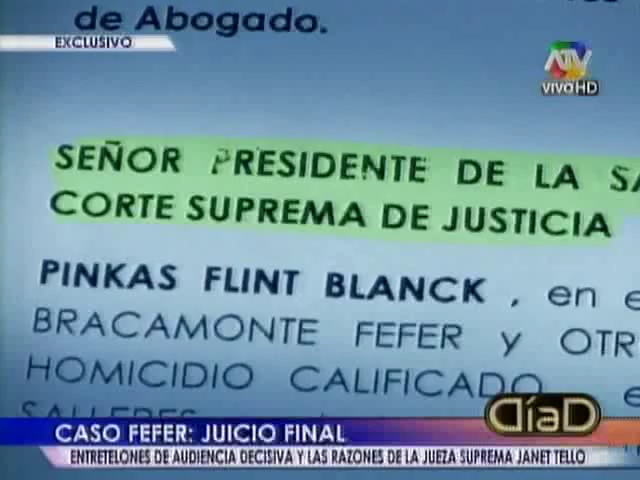 de Abogado.
EXCLUSIVO
ATV
vivo HD
SEÑOR PRESIDENTE DE LA SA
CORTE SUPREMA DE JUSTICIA
PINKAS FLINT BLANCK , en e
BRACAMONTE FEFER y OTR
HOMICIDIO CALIFICADO, e
DíaD
CASO FEFER: JUICIO FINAL
ENTRETELONES DE AUDIENCIA DECISIVA Y LAS RAZONES DE LA JUEZA SUPREMA JANET TELLO